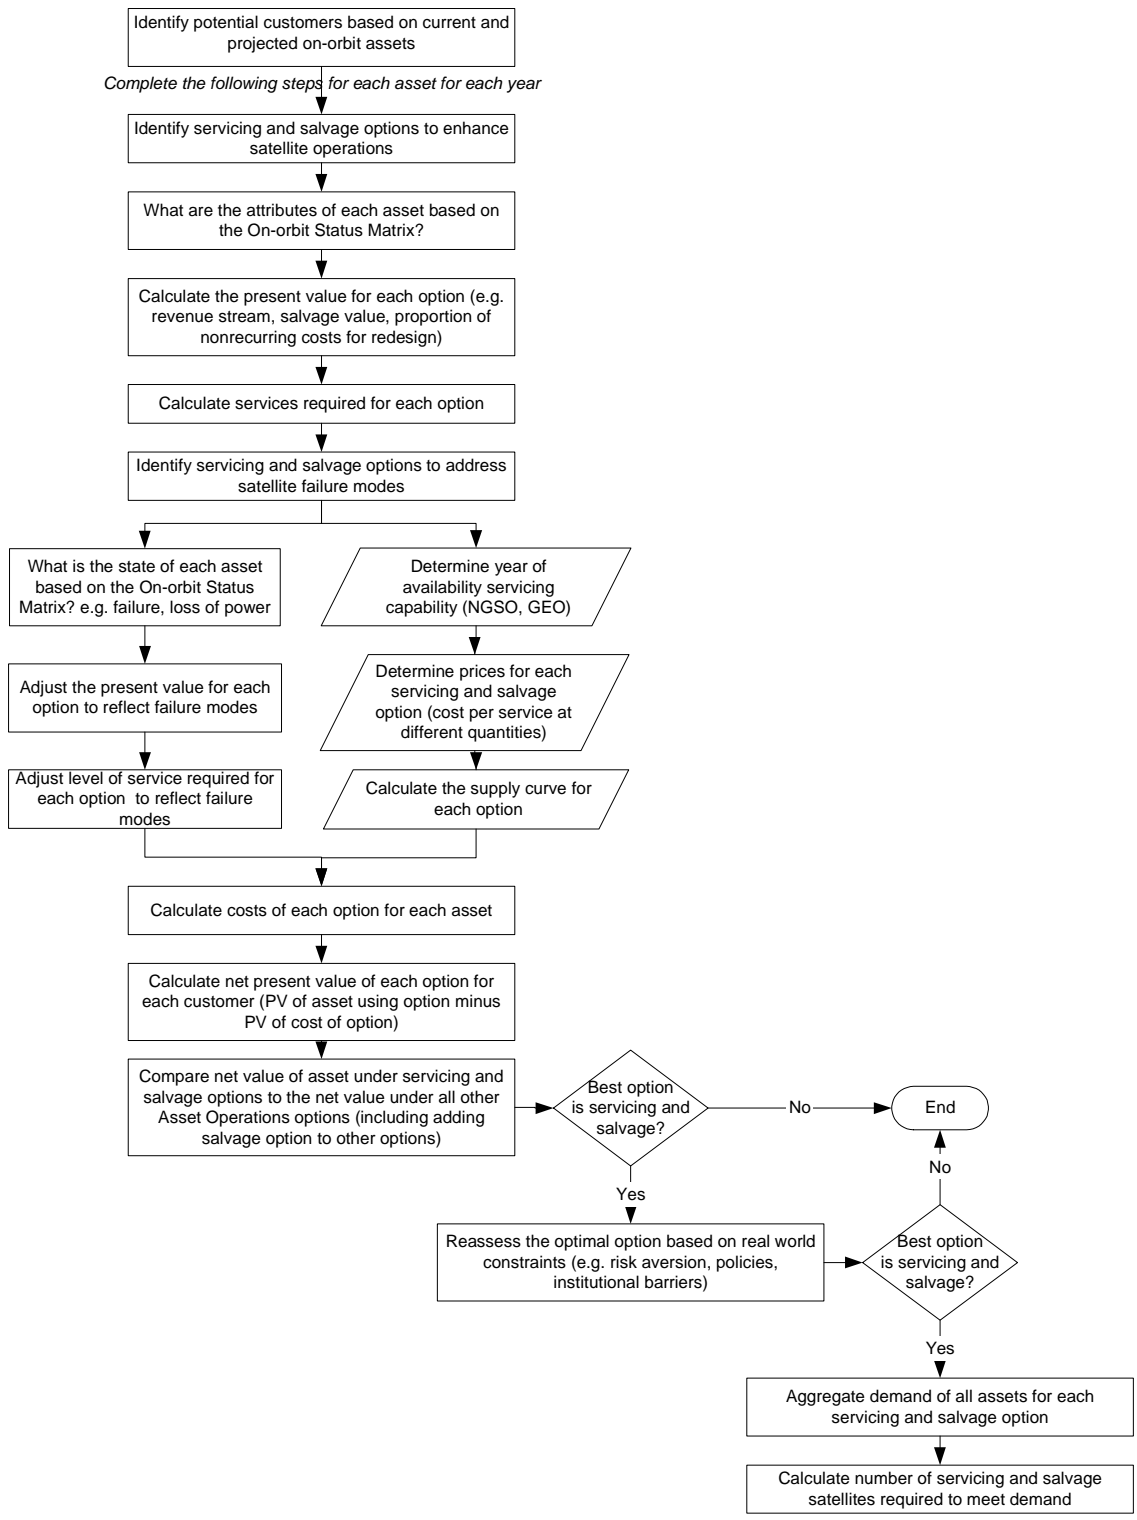 Identify potential customers based on current and
projected on-orbit assets
Complete the following steps for each asset for each year
Identify servicing and salvage options to enhance
satellite operations
What are the attributes of each asset based on
the On-orbit Status Matrix?
Calculate the present value for each option (e.g.
revenue stream, salvage value, proportion of
nonrecurring costs for redesign)
Calculate services required for each option
Identify servicing and salvage options to address
satellite failure modes
What is the state of each asset
based on the On-orbit Status
Matrix? e.g. failure, loss of power
Adjust the present value for each
option to reflect failure modes
Adjust level of service required for
each option  to reflect failure
modes
Determine year of
availability servicing
capability (NGSO, GEO)
Determine prices for each
servicing and salvage
option (cost per service at
different quantities)
Calculate the supply curve for
each option
Calculate costs of each option for each asset
Calculate net present value of each option for
each customer (PV of asset using option minus
PV of cost of option)
Compare net value of asset under servicing and
salvage options to the net value under all other
Asset Operations options (including adding
salvage option to other options)
Best option
is servicing and
salvage?
No
End
Yes
Reassess the optimal option based on real world
constraints (e.g. risk aversion, policies,
institutional barriers)
Best option
is servicing and
salvage?
No
Yes
Aggregate demand of all assets for each
servicing and salvage option
Calculate number of servicing and salvage
satellites required to meet demand